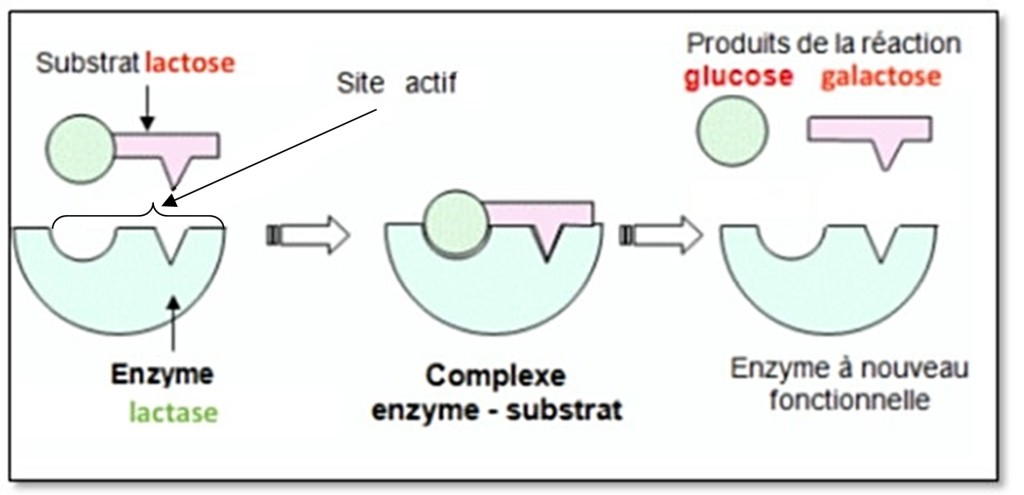 Substrat lactose
Site actif
Produits de la réaction
glucose galactose
Enzyme
lactase
Complexe
enzyme - substrat
Enzyme à nouveau
fonctionnelle